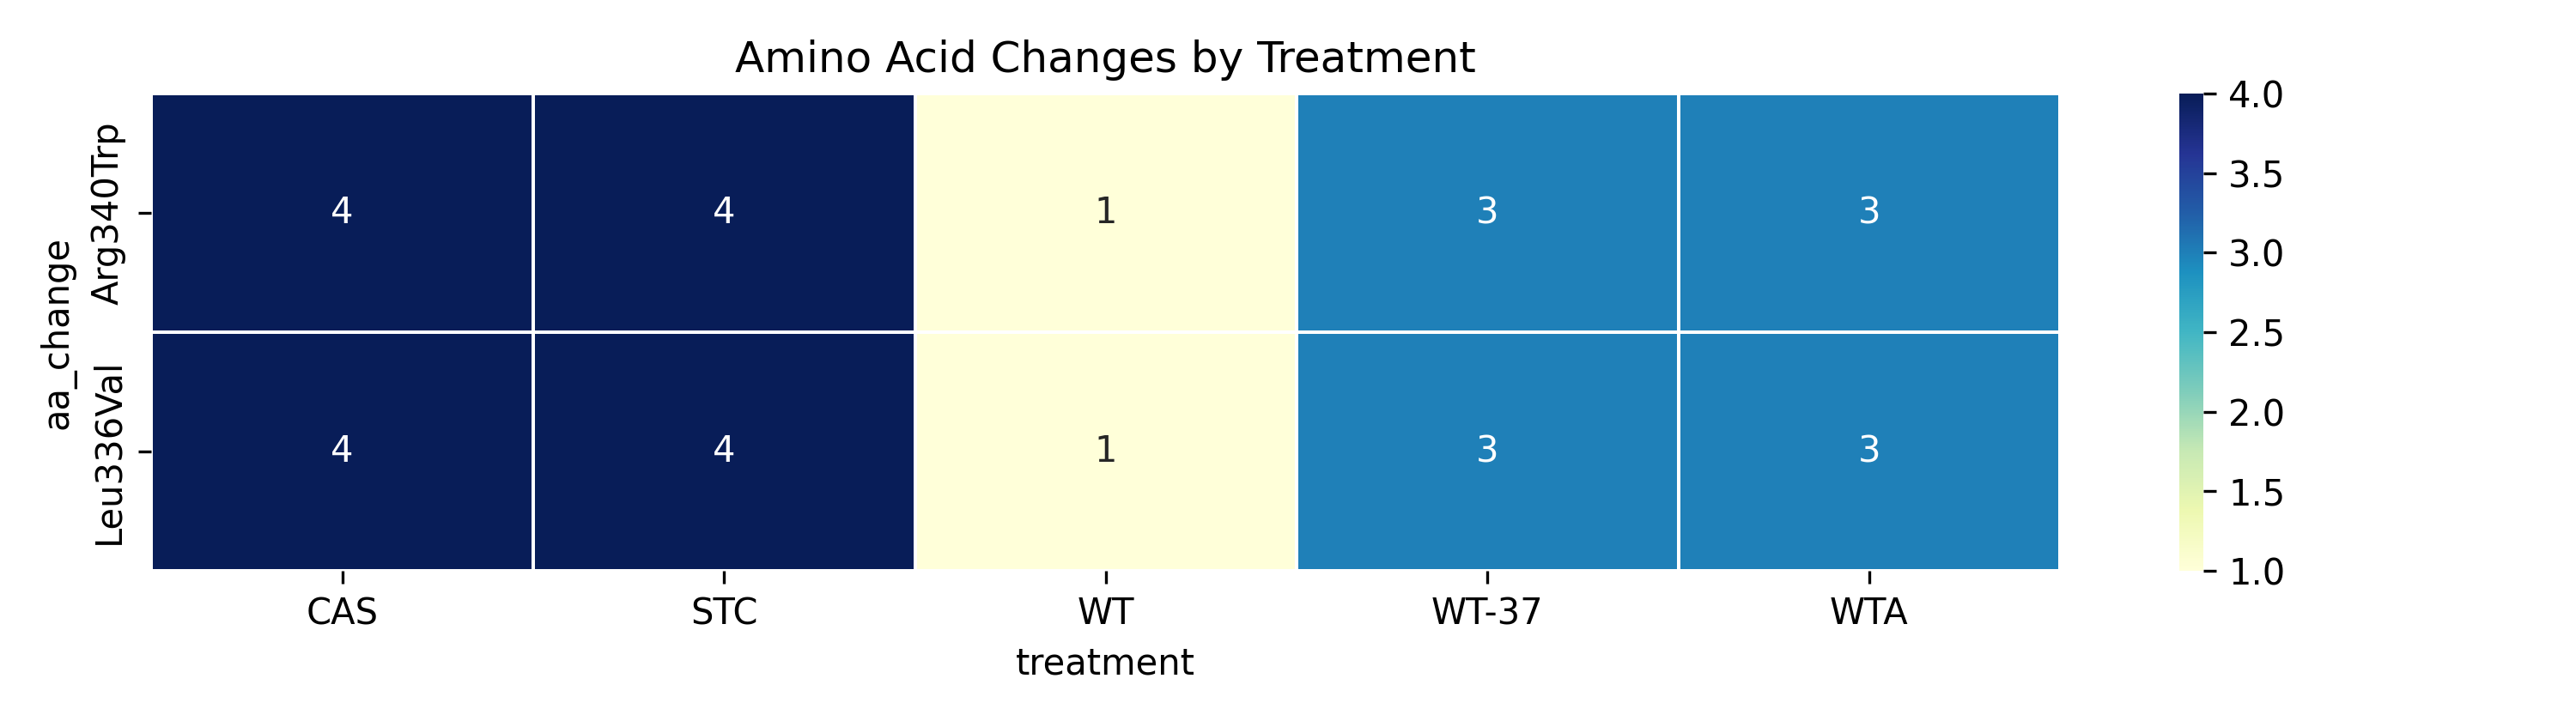 Amino Acid Changes by Treatment
aa_change
Arg340Trp
Leu336Val
4 4 1 3 3
4 4 1 3 3
CAS STC WT WT-37 WTA
treatment
4.0
3.5
3.0
2.5
2.0
1.5
1.0